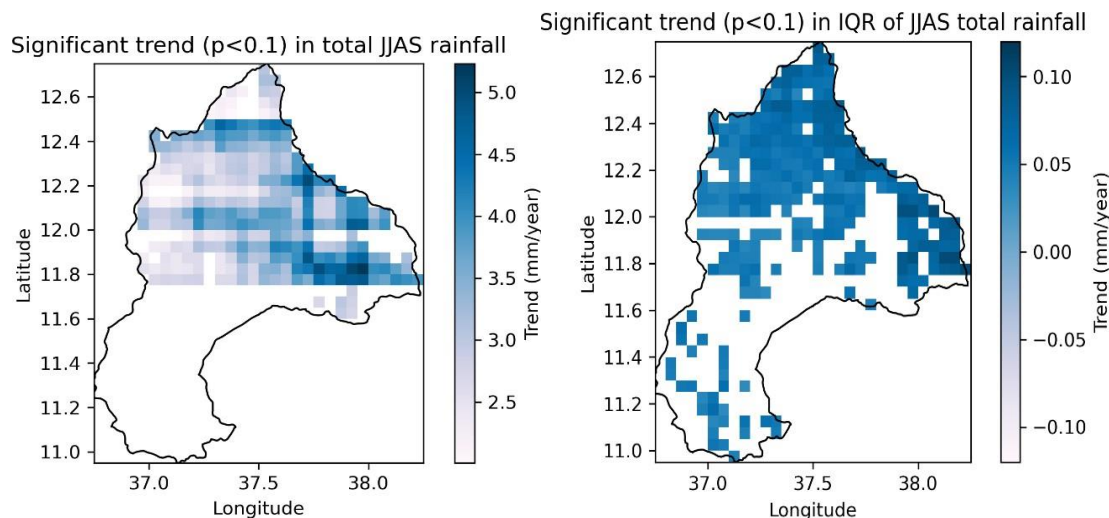 Significant trend (p<0.1) in total JJAS rainfall
12.6
12.4
12.2
12.0
11.8
11.6
11.4
11.2
11.0
Latitude
37.0 37.5 38.0
Longitude
5.0
4.5
4.0
3.5
3.0
2.5
Trend (mm/year)
Significant trend (p<0.1) in IQR of JJAS total rainfall
12.6
12.4
12.2
12.0
11.8
11.6
11.4
11.2
11.0
Latitude
37.0 37.5 38.0
Longitude
0.10
0.05
0.00
−0.05
−0.10
Trend (mm/year)